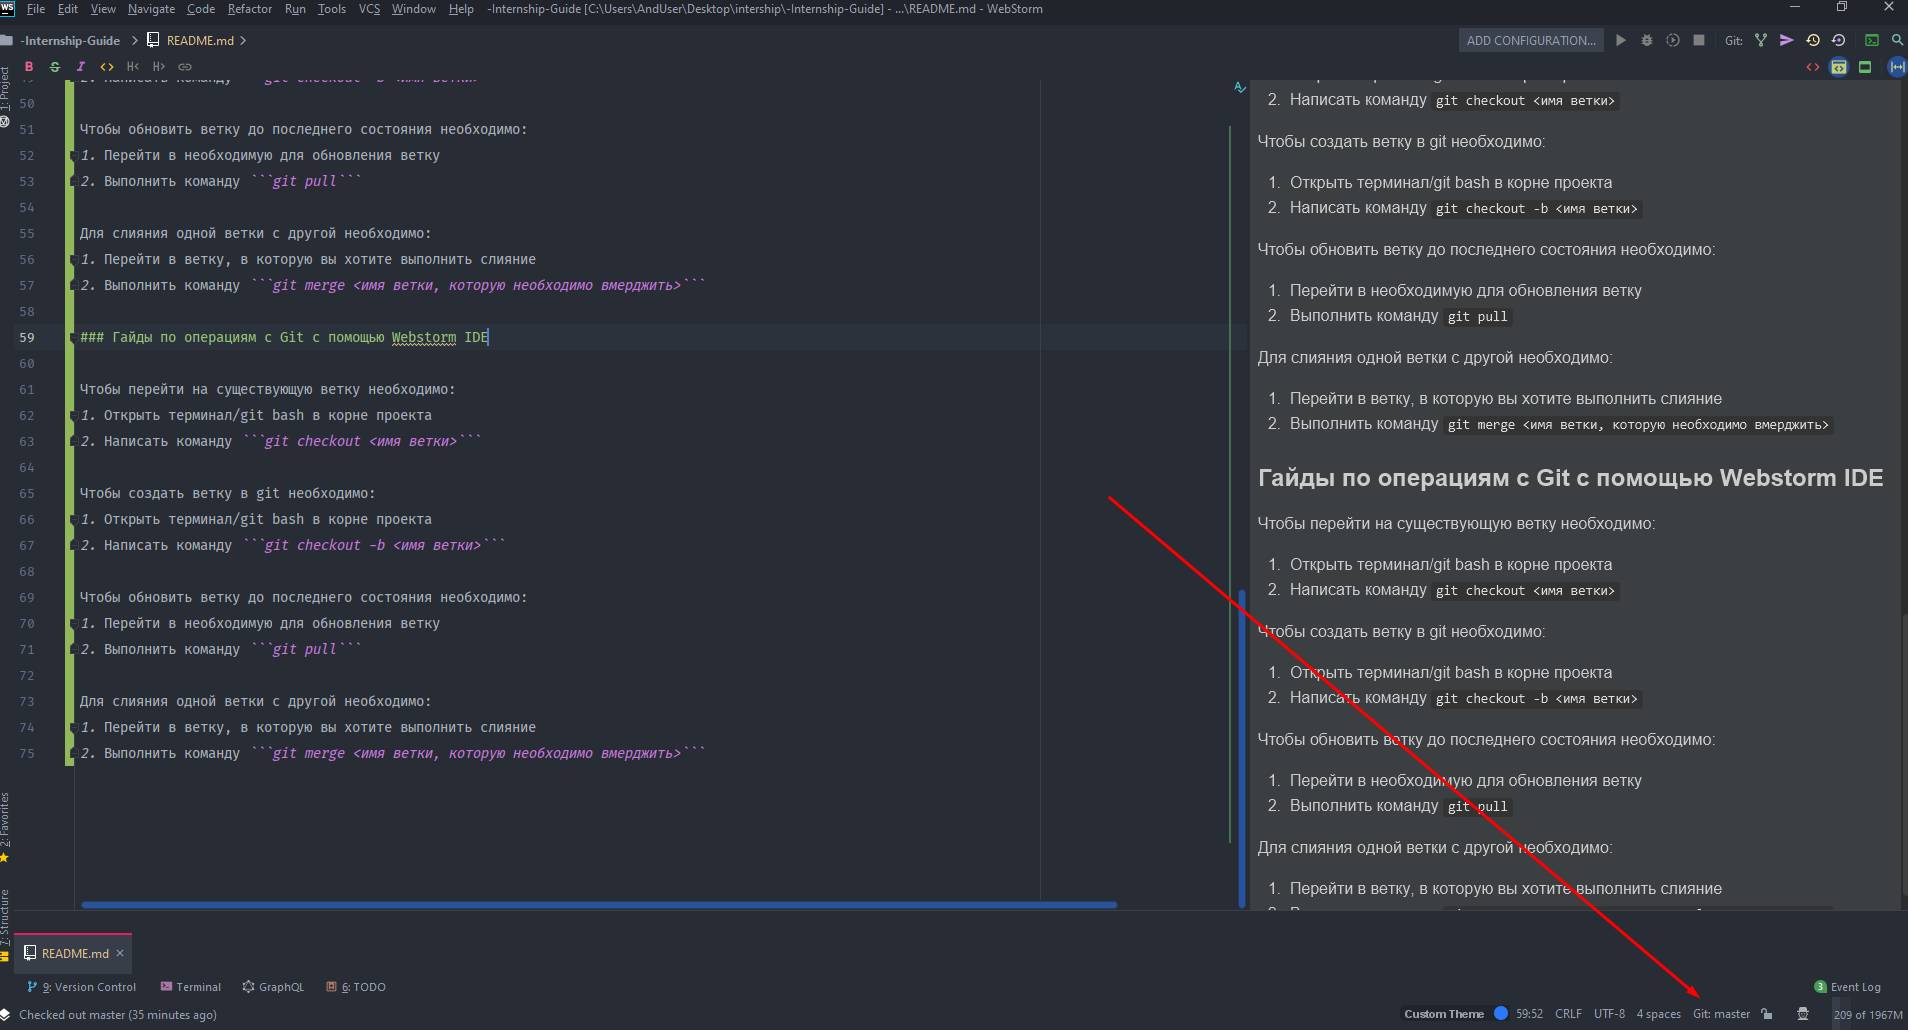 WS File Edit View Navigate Code Refactor Run Tools VCS Window Help -Internship-Guide [C:\Users\AndUser\Desktop\intership\-Internship-Guide] - ...\README.md - WebStorm
-Internship-Guide README.md
ADD CONFIGURATION... Git:
B S I <> H< H>
1: Project
50
51 Чтобы обновить ветку до последнего состояния необходимо:
52 1. Перейти в необходимую для обновления ветку
53 2. Выполнить команду ```git pull```
54
55 Для слияния одной ветки с другой необходимо:
56 1. Перейти в ветку, в которую вы хотите выполнить слияние
57 2. Выполнить команду ```git merge <имя ветки, которую необходимо вмерджить>```
58
59 ### Гайды по операциям с Git с помощью Webstorm IDE
60
61 Чтобы перейти на существующую ветку необходимо:
62 1. Открыть терминал/git bash в корне проекта
63 2. Написать команду ```git checkout <имя ветки>```
64
65 Чтобы создать ветку в git необходимо:
66 1. Открыть терминал/git bash в корне проекта
67 2. Написать команду ```git checkout -b <имя ветки>```
68
69 Чтобы обновить ветку до последнего состояния необходимо:
70 1. Перейти в необходимую для обновления ветку
71 2. Выполнить команду ```git pull```
72
73 Для слияния одной ветки с другой необходимо:
74 1. Перейти в ветку, в которую вы хотите выполнить слияние
75 2. Выполнить команду ```git merge <имя ветки, которую необходимо вмерджить>```
2. Написать команду git checkout <имя ветки>
Чтобы создать ветку в git необходимо:
1. Открыть терминал/git bash в корне проекта
2. Написать команду git checkout -b <имя ветки>
Чтобы обновить ветку до последнего состояния необходимо:
1. Перейти в необходимую для обновления ветку
2. Выполнить команду git pull
Для слияния одной ветки с другой необходимо:
1. Перейти в ветку, в которую вы хотите выполнить слияние
2. Выполнить команду git merge <имя ветки, которую необходимо вмерджить>
Гайды по операциям с Git с помощью Webstorm IDE
Чтобы перейти на существующую ветку необходимо:
1. Открыть терминал/git bash в корне проекта
2. Написать команду git checkout <имя ветки>
Чтобы создать ветку в git необходимо:
1. Открыть терминал/git bash в корне проекта
2. Написать команду git checkout -b <имя ветки>
Чтобы обновить ветку до последнего состояния необходимо:
1. Перейти в необходимую для обновления ветку
2. Выполнить команду git pull
Для слияния одной ветки с другой необходимо:
1. Перейти в ветку, в которую вы хотите выполнить слияние
2: Favorites
7: Structure
README.md
9: Version Control Terminal GraphQL 6: TODO
3 Event Log
Checked out master (35 minutes ago)
Custom Theme 59:52 CRLF UTF-8 4 spaces Git: master 209 of 1967M